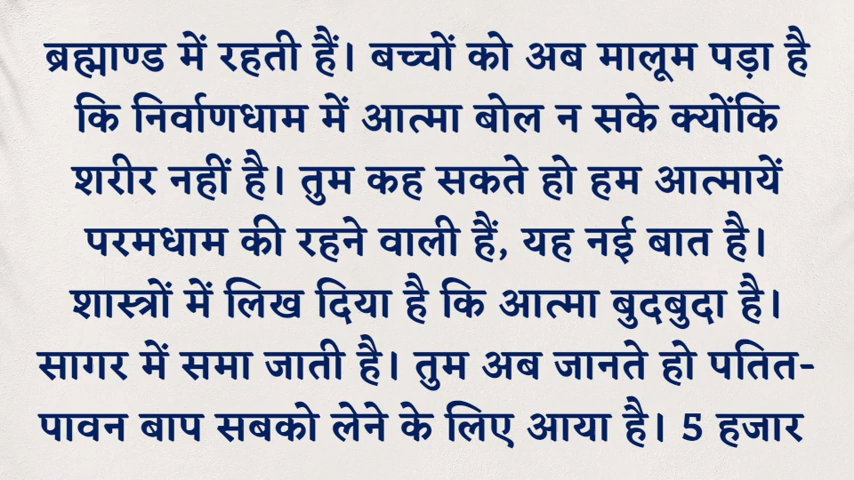 ब्रह्माण्ड में रहती हैं। बच्चों को अब मालूम पड़ा है
कि निर्वाणधाम में आत्मा बोल न सके क्योंकि
शरीर नहीं है। तुम कह सकते हो हम आत्मायें
परमधाम की रहने वाली हैं, यह नई बात है।
शास्त्रों में लिख दिया है कि आत्मा बुदबुदा है।
सागर में समा जाती है। तुम अब जानते हो पतित-
पावन बाप सबको लेने के लिए आया है। 5 हजार